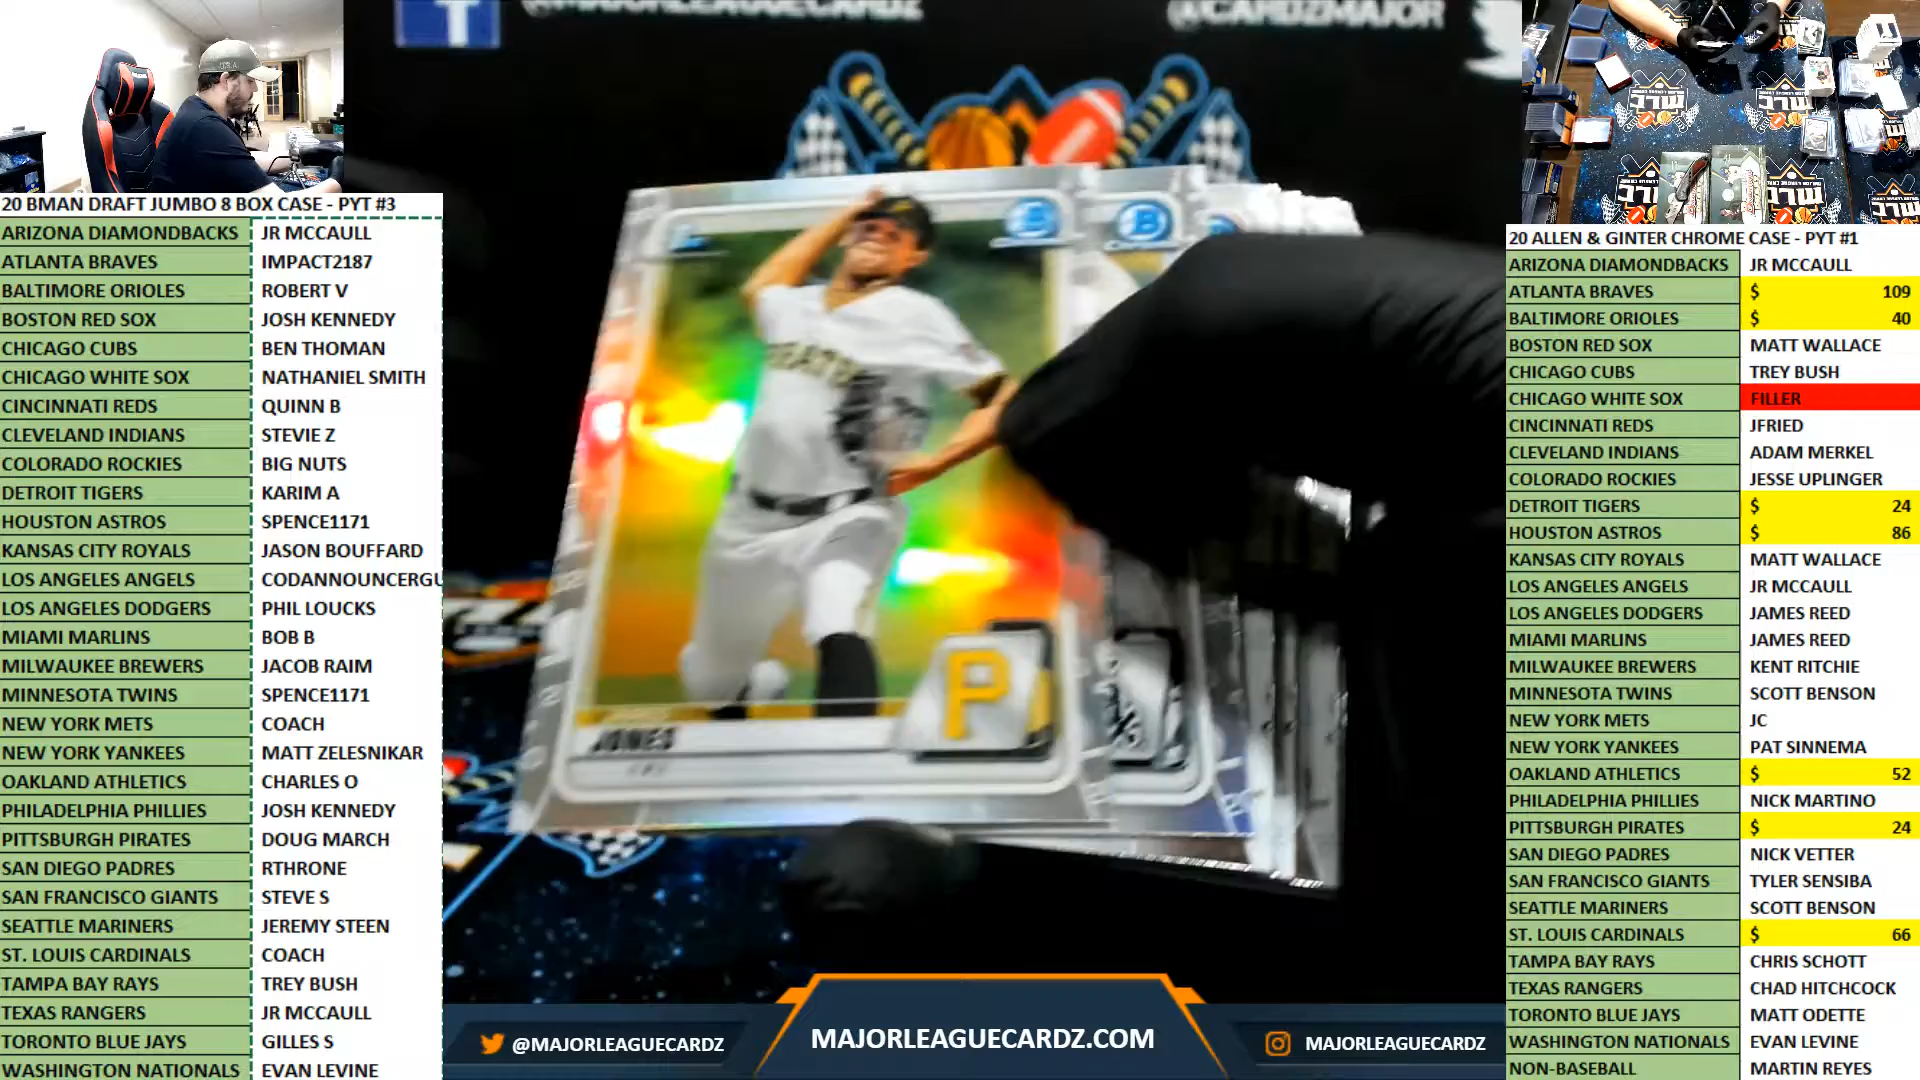 @MAJORLEAGUECARDZ
@CARDZMAJOR
20 BMAN DRAFT JUMBO 8 BOX CASE - PYT #3
ARIZONA DIAMONDBACKS JR MCCAULL
ATLANTA BRAVES IMPACT2187
BALTIMORE ORIOLES ROBERT V
BOSTON RED SOX JOSH KENNEDY
CHICAGO CUBS BEN THOMAN
CHICAGO WHITE SOX NATHANIEL SMITH
CINCINNATI REDS QUINN B
CLEVELAND INDIANS STEVIE Z
COLORADO ROCKIES BIG NUTS
DETROIT TIGERS KARIM A
HOUSTON ASTROS SPENCE1171
KANSAS CITY ROYALS JASON BOUFFARD
LOS ANGELES ANGELS CODANNOUNCERGU
LOS ANGELES DODGERS PHIL LOUCKS
MIAMI MARLINS BOB B
MILWAUKEE BREWERS JACOB RAIM
MINNESOTA TWINS SPENCE1171
NEW YORK METS COACH
NEW YORK YANKEES MATT ZELESNIKAR
OAKLAND ATHLETICS CHARLES O
PHILADELPHIA PHILLIES JOSH KENNEDY
PITTSBURGH PIRATES DOUG MARCH
SAN DIEGO PADRES RTHRONE
SAN FRANCISCO GIANTS STEVE S
SEATTLE MARINERS JEREMY STEEN
ST. LOUIS CARDINALS COACH
TAMPA BAY RAYS TREY BUSH
TEXAS RANGERS JR MCCAULL
TORONTO BLUE JAYS GILLES S
WASHINGTON NATIONALS EVAN LEVINE
B
B
P
JONES
@MAJORLEAGUECARDZ
MAJORLEAGUECARDZ.COM
MAJORLEAGUECARDZ
20 ALLEN & GINTER CHROME CASE - PYT #1
ARIZONA DIAMONDBACKS JR MCCAULL
ATLANTA BRAVES $ 109
BALTIMORE ORIOLES $ 40
BOSTON RED SOX MATT WALLACE
CHICAGO CUBS TREY BUSH
CHICAGO WHITE SOX FILLER
CINCINNATI REDS JFRIED
CLEVELAND INDIANS ADAM MERKEL
COLORADO ROCKIES JESSE UPLINGER
DETROIT TIGERS $ 24
HOUSTON ASTROS $ 86
KANSAS CITY ROYALS MATT WALLACE
LOS ANGELES ANGELS JR MCCAULL
LOS ANGELES DODGERS JAMES REED
MIAMI MARLINS JAMES REED
MILWAUKEE BREWERS KENT RITCHIE
MINNESOTA TWINS SCOTT BENSON
NEW YORK METS JC
NEW YORK YANKEES PAT SINNEMA
OAKLAND ATHLETICS $ 52
PHILADELPHIA PHILLIES NICK MARTINO
PITTSBURGH PIRATES $ 24
SAN DIEGO PADRES NICK VETTER
SAN FRANCISCO GIANTS TYLER SENSIBA
SEATTLE MARINERS SCOTT BENSON
ST. LOUIS CARDINALS $ 66
TAMPA BAY RAYS CHRIS SCHOTT
TEXAS RANGERS CHAD HITCHCOCK
TORONTO BLUE JAYS MATT ODETTE
WASHINGTON NATIONALS EVAN LEVINE
NON-BASEBALL MARTIN REYES